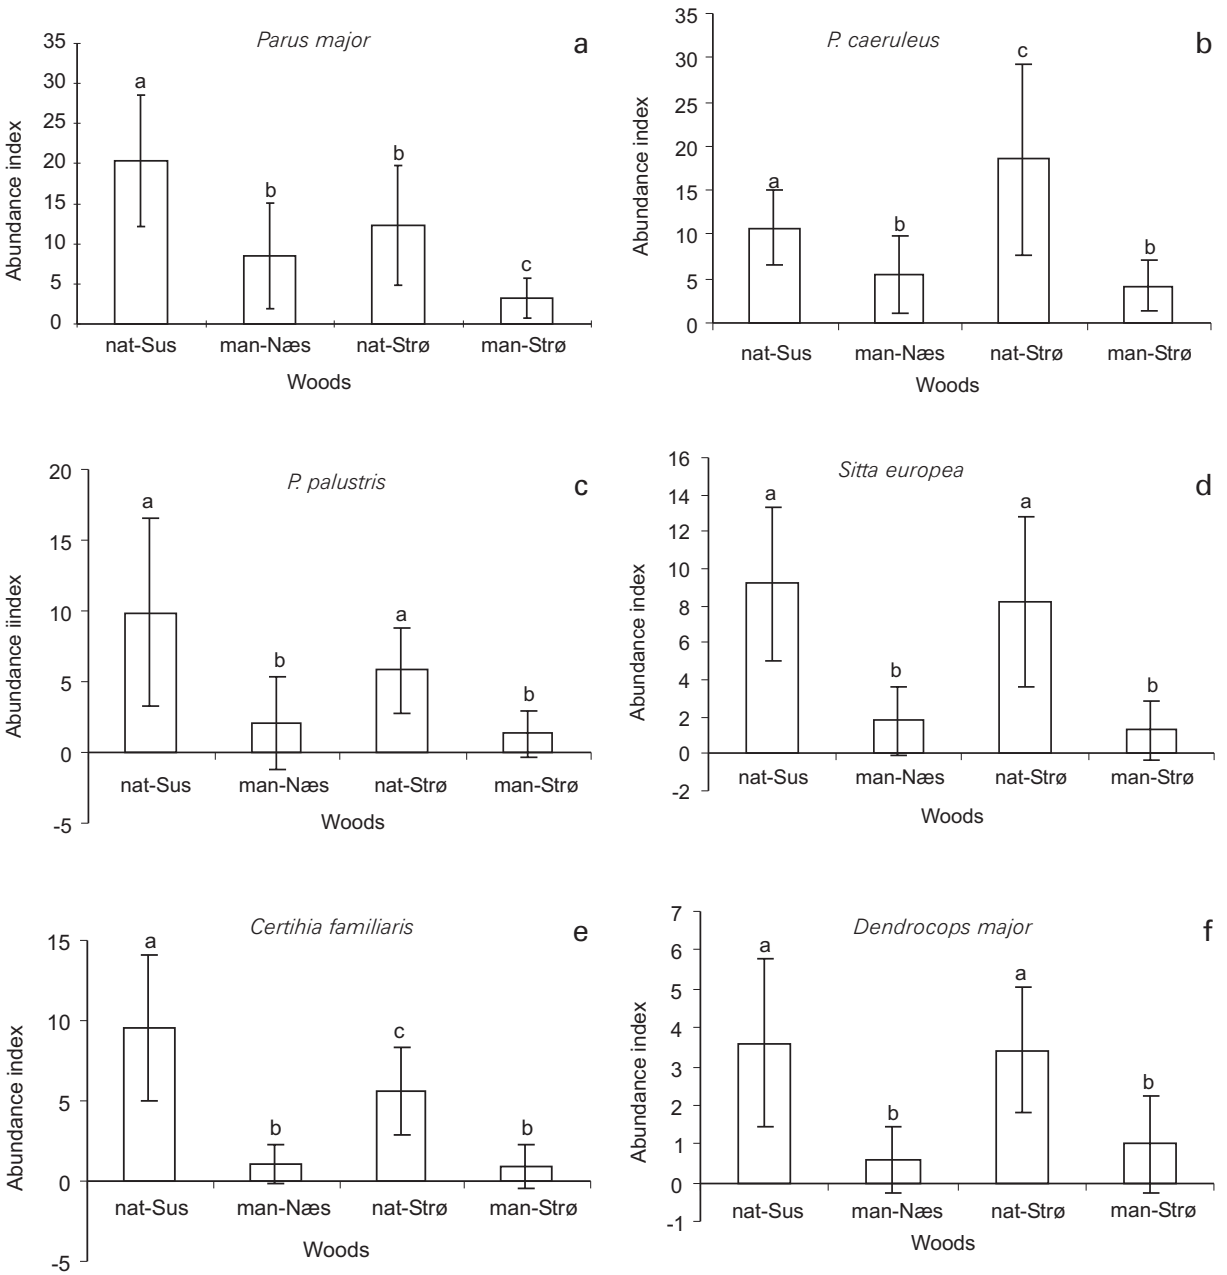 Parus major
a
Abundance index
35
30
25
20
15
10
5
0
a
b
b
c
nat-Sus man-Næs nat-Strø man-Strø
Woods
P. caeruleus
b
Abundance index
35
30
25
20
15
10
5
0
a
b
c
b
nat-Sus man-Næs nat-Strø man-Strø
Woods
P. palustris
c
Abundance iindex
20
15
10
5
0
-5
a
b
a
b
nat-Sus man-Næs nat-Strø man-Strø
Woods
Sitta europea
d
Abundance index
16
14
12
10
8
6
4
2
0
-2
a
b
a
b
nat-Sus man-Næs nat-Strø man-Strø
Woods
Certihia familiaris
e
Abundance index
15
10
5
0
-5
a
b
c
b
nat-Sus man-Næs nat-Strø man-Strø
Woods
Dendrocops major
f
Abundance index
7
6
5
4
3
2
1
0
-1
a
b
a
b
nat-Sus man-Næs nat-Strø man-Strø
Woods